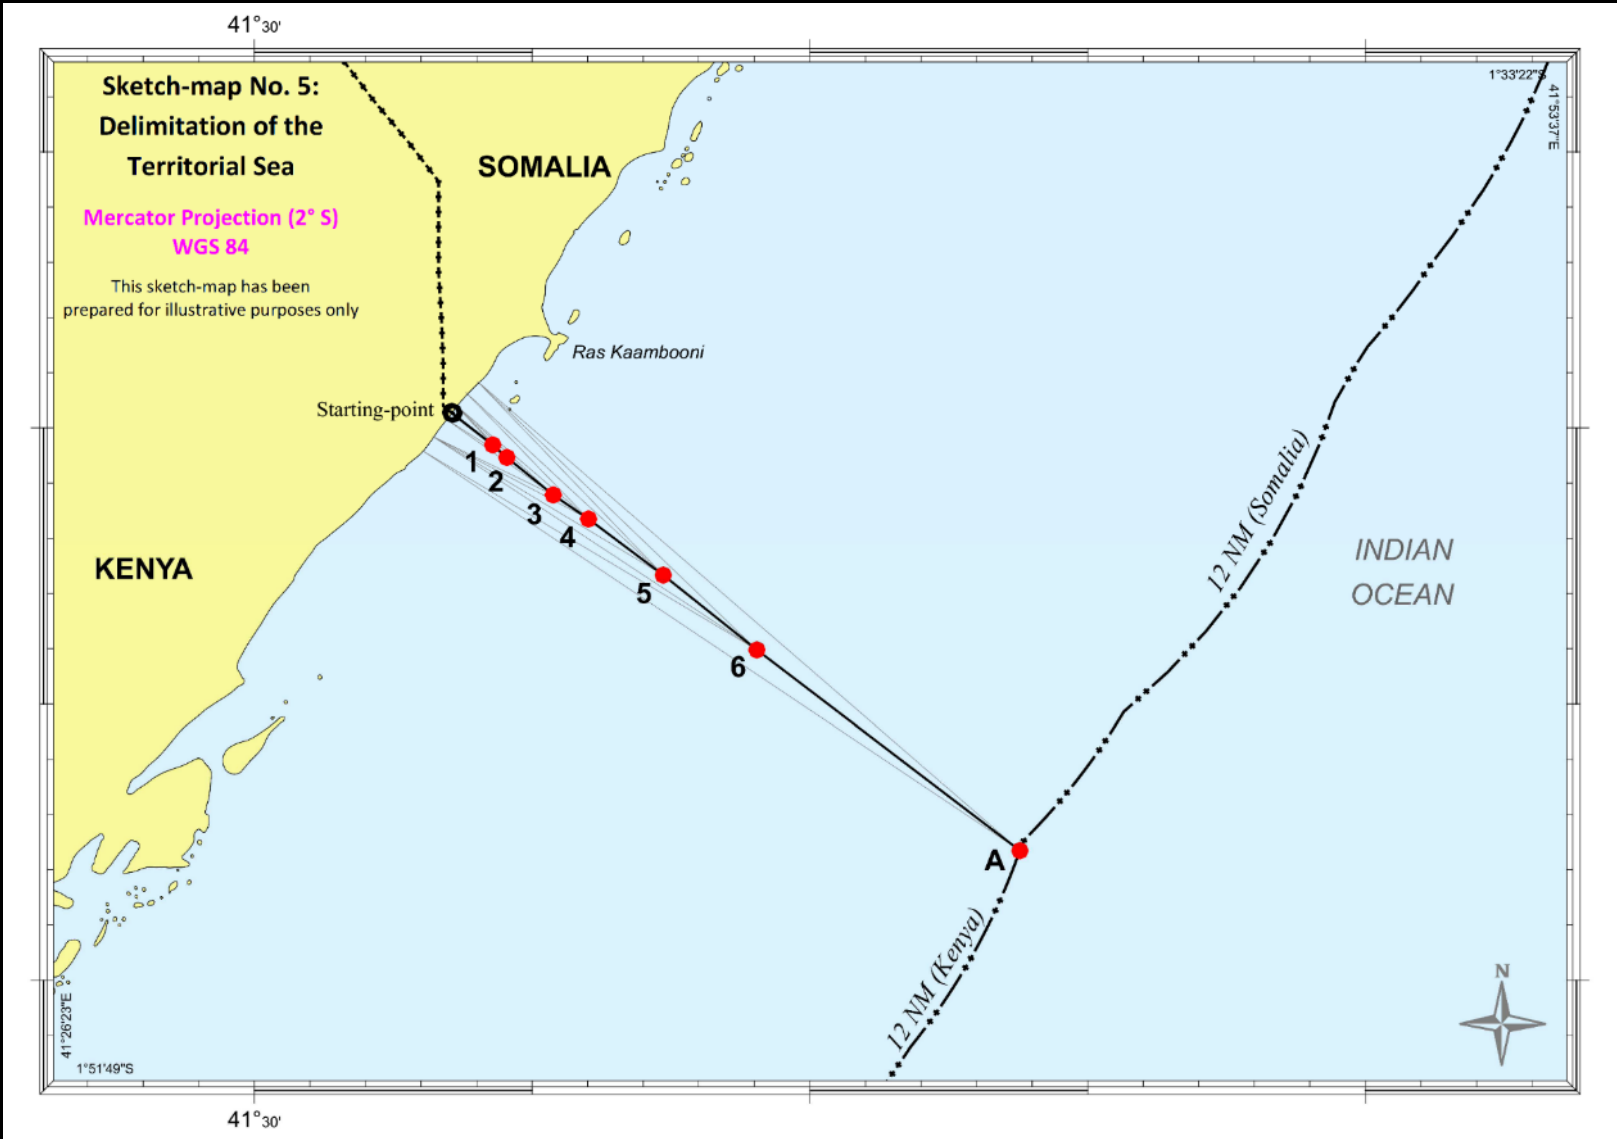 41°30'
Sketch-map No. 5:
Delimitation of the
Territorial Sea
Mercator Projection (2° S)
WGS 84
This sketch-map has been
prepared for illustrative purposes only
SOMALIA
1°33'22"S
41°53'37"E
Ras Kaambooni
Starting-point
1
2
3
4
5
6
A
KENYA
12 NM (Somalia)
INDIAN
OCEAN
12 NM (Kenya)
N
41°26'23"E
1°51'49"S
41°30'